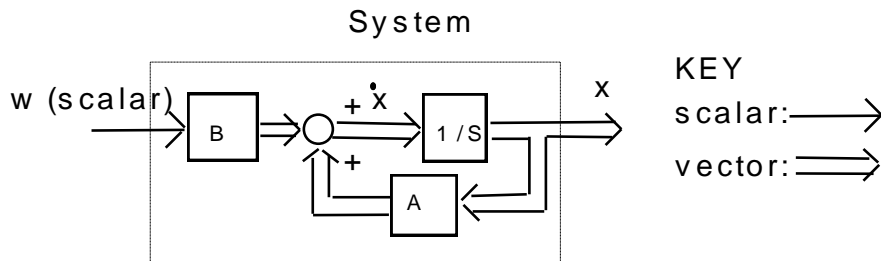 System
w (scalar)
B
+
ẋ
1/S
x
+
A
KEY
scalar:
vector: